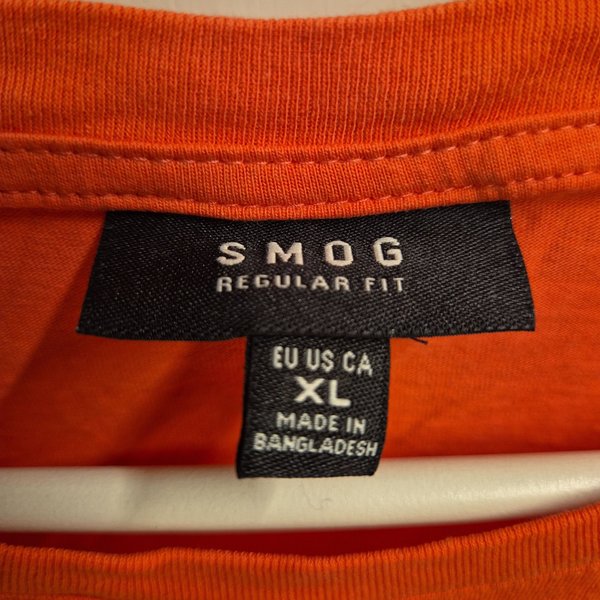 SMOG
REGULAR FIT
EU US CA
XL
MADE IN
BANGLADESH